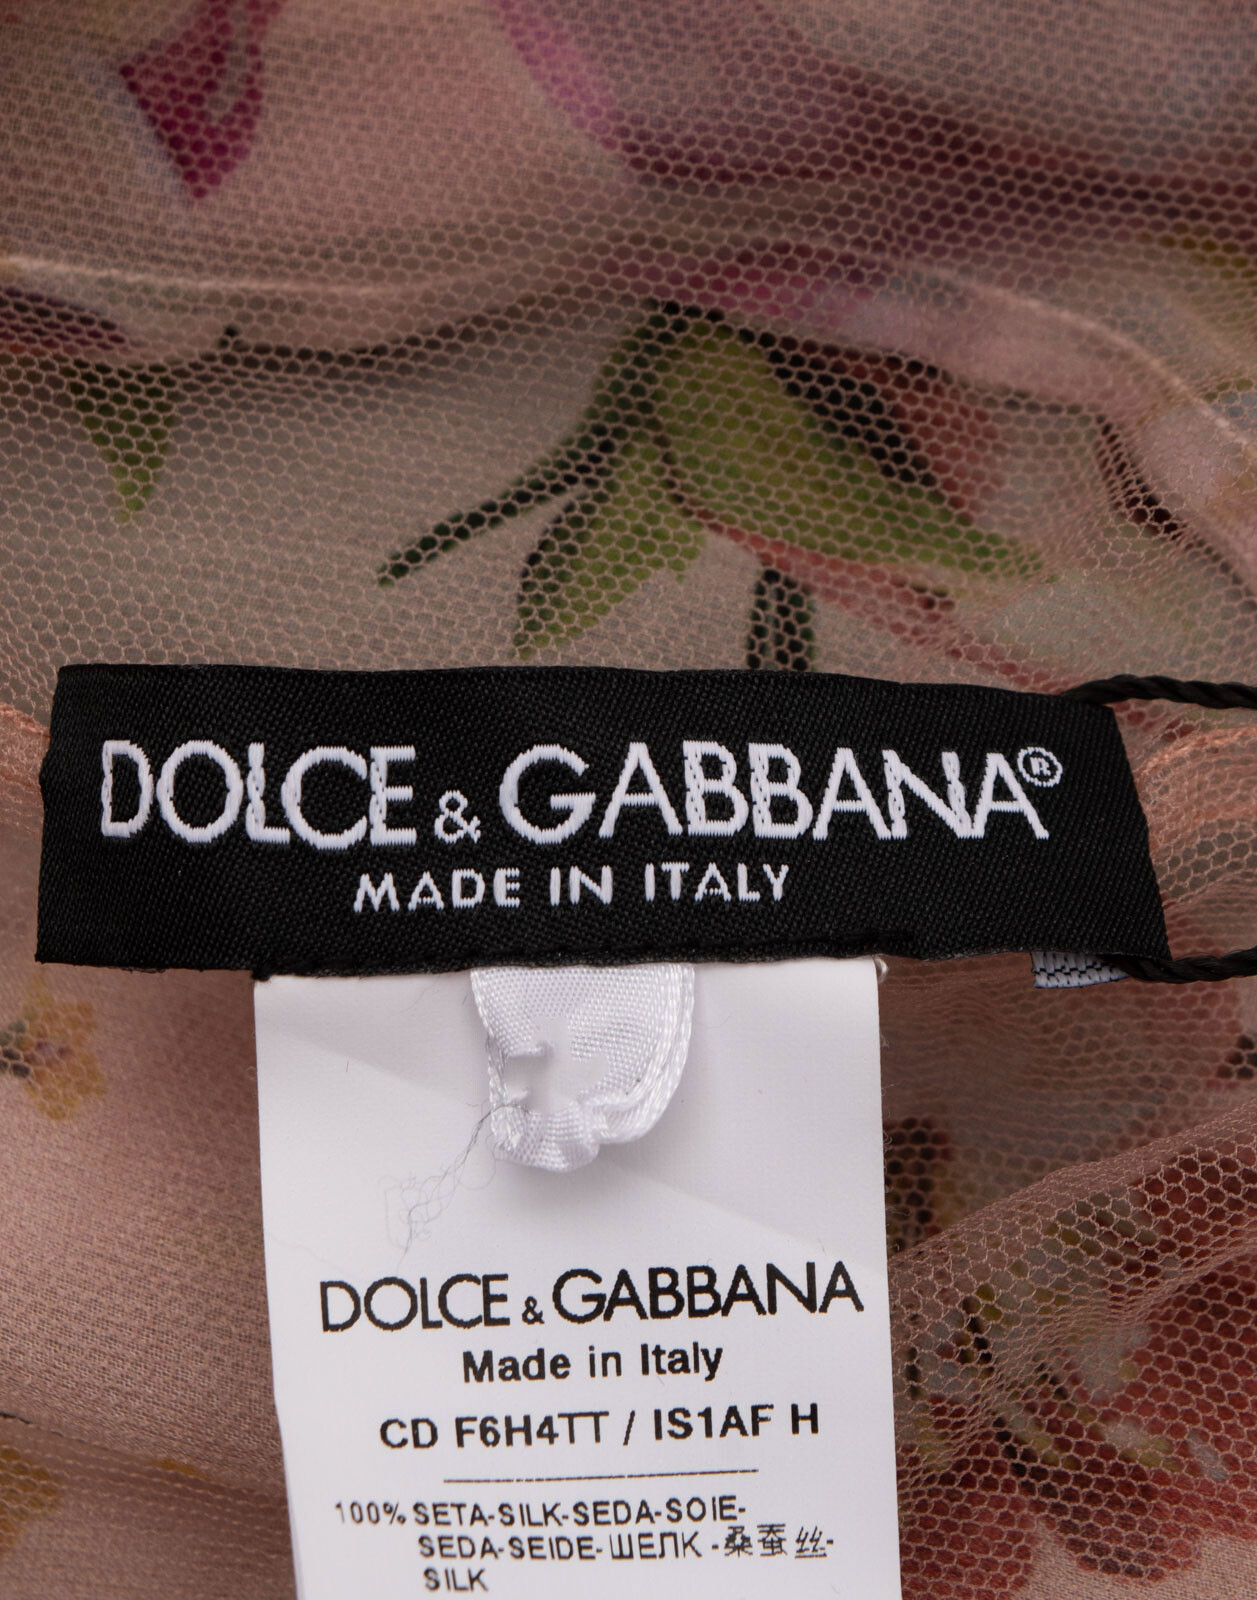 DOLCE & GABBANA®
MADE IN ITALY
DOLCE & GABBANA
Made in Italy
CD F6H4TT / IS1AF H
100% SETA-SILK-SEDA-SOIE-
SEDA-SEIDE-ШЕЛК-桑蚕丝-
SILK